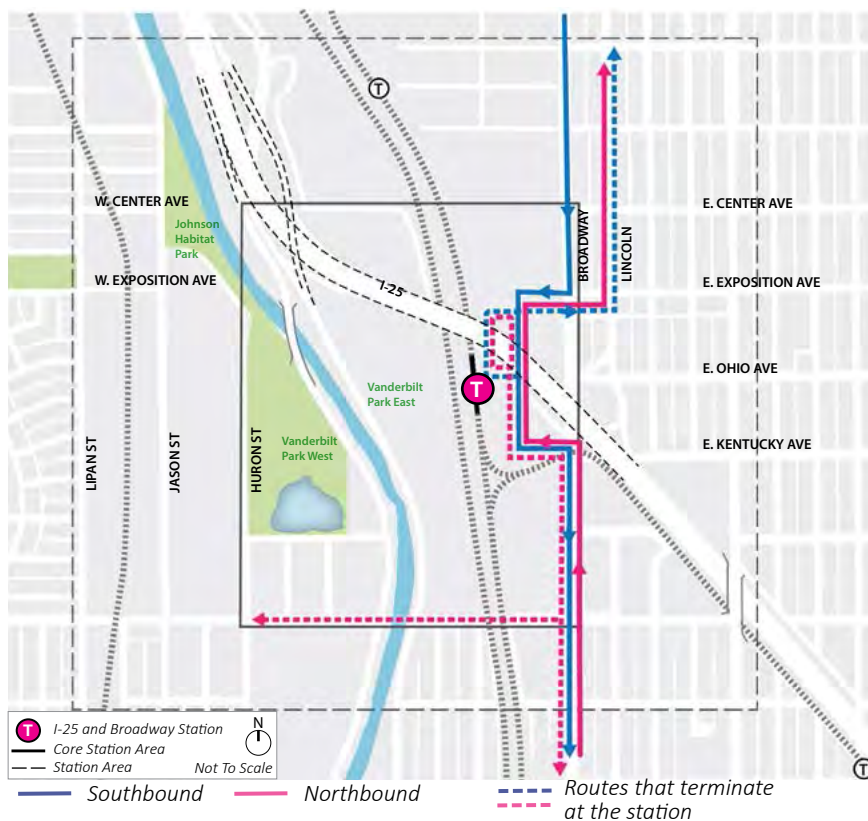 T
W. CENTER AVE
E. CENTER AVE
Johnson
Habitat
Park
BROADWAY
LINCOLN
W. EXPOSITION AVE
E. EXPOSITION AVE
I-25
E. OHIO AVE
T
Vanderbilt
Park East
E. KENTUCKY AVE
LIPAN ST
JASON ST
HURON ST
Vanderbilt
Park West
T
T I-25 and Broadway Station
Core Station Area
Station Area
N
Not To Scale
Southbound
Northbound
Routes that terminate
at the station